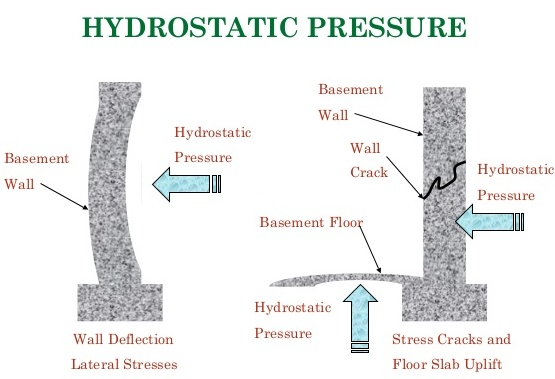 HYDROSTATIC PRESSURE
Basement
Wall
Hydrostatic
Pressure
Wall Deflection
Lateral Stresses
Basement
Wall
Wall
Crack
Hydrostatic
Pressure
Basement Floor
Hydrostatic
Pressure
Stress Cracks and
Floor Slab Uplift